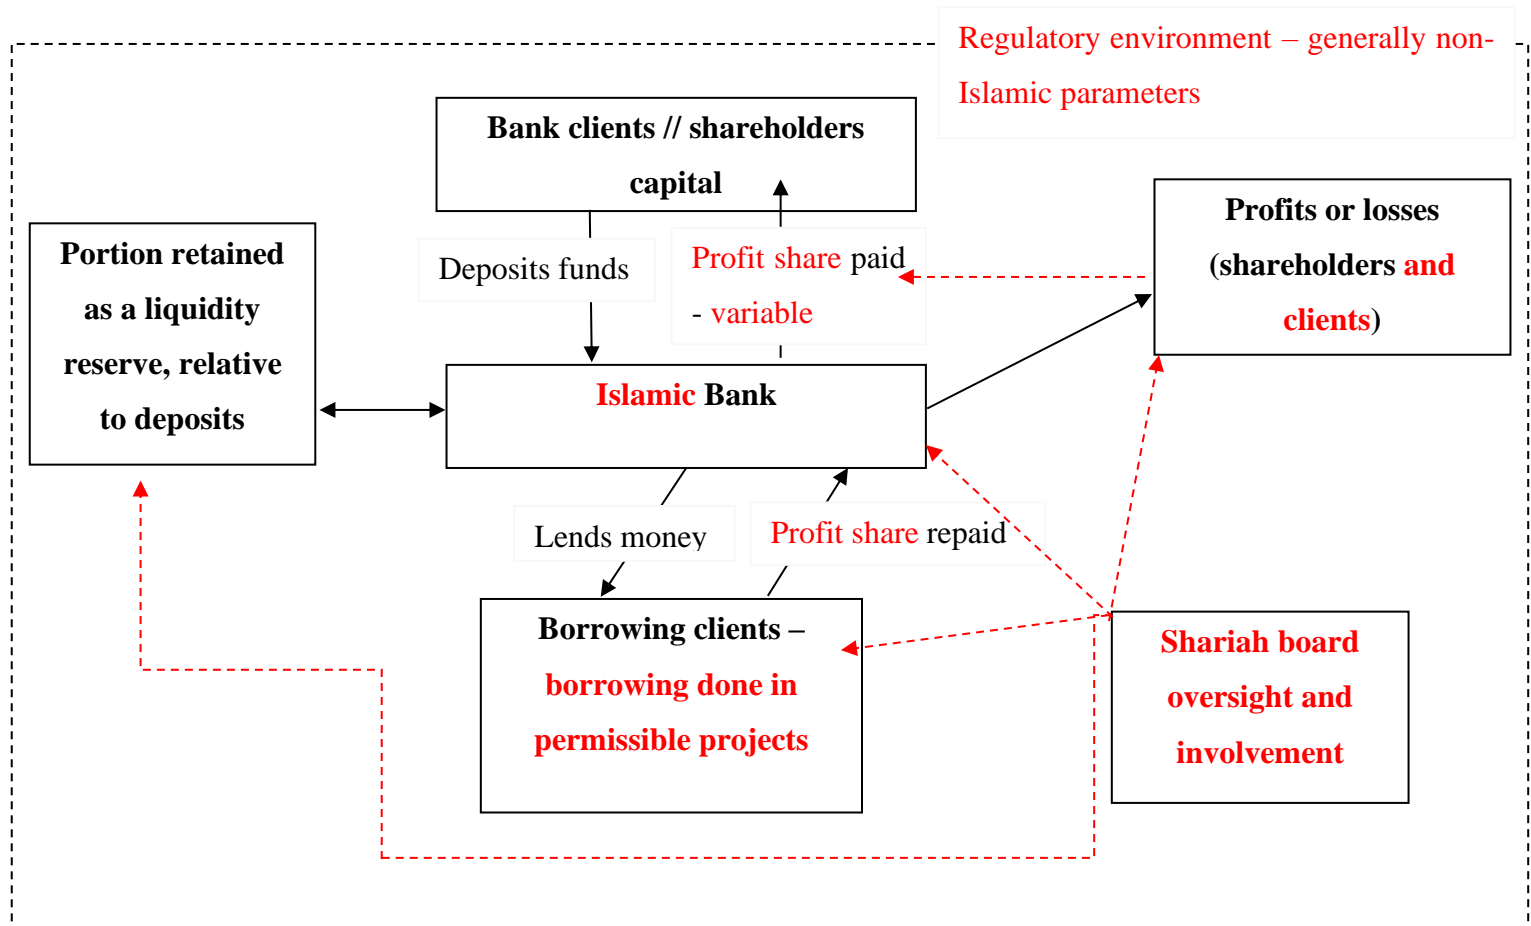 Regulatory environment – generally non-
Islamic parameters
Bank clients // shareholders
capital
Profits or losses
(shareholders and
clients)
Portion retained
as a liquidity
reserve, relative
to deposits
Deposits funds
Profit share paid
- variable
Islamic Bank
Lends money
Profit share repaid
Borrowing clients –
borrowing done in
permissible projects
Shariah board
oversight and
involvement